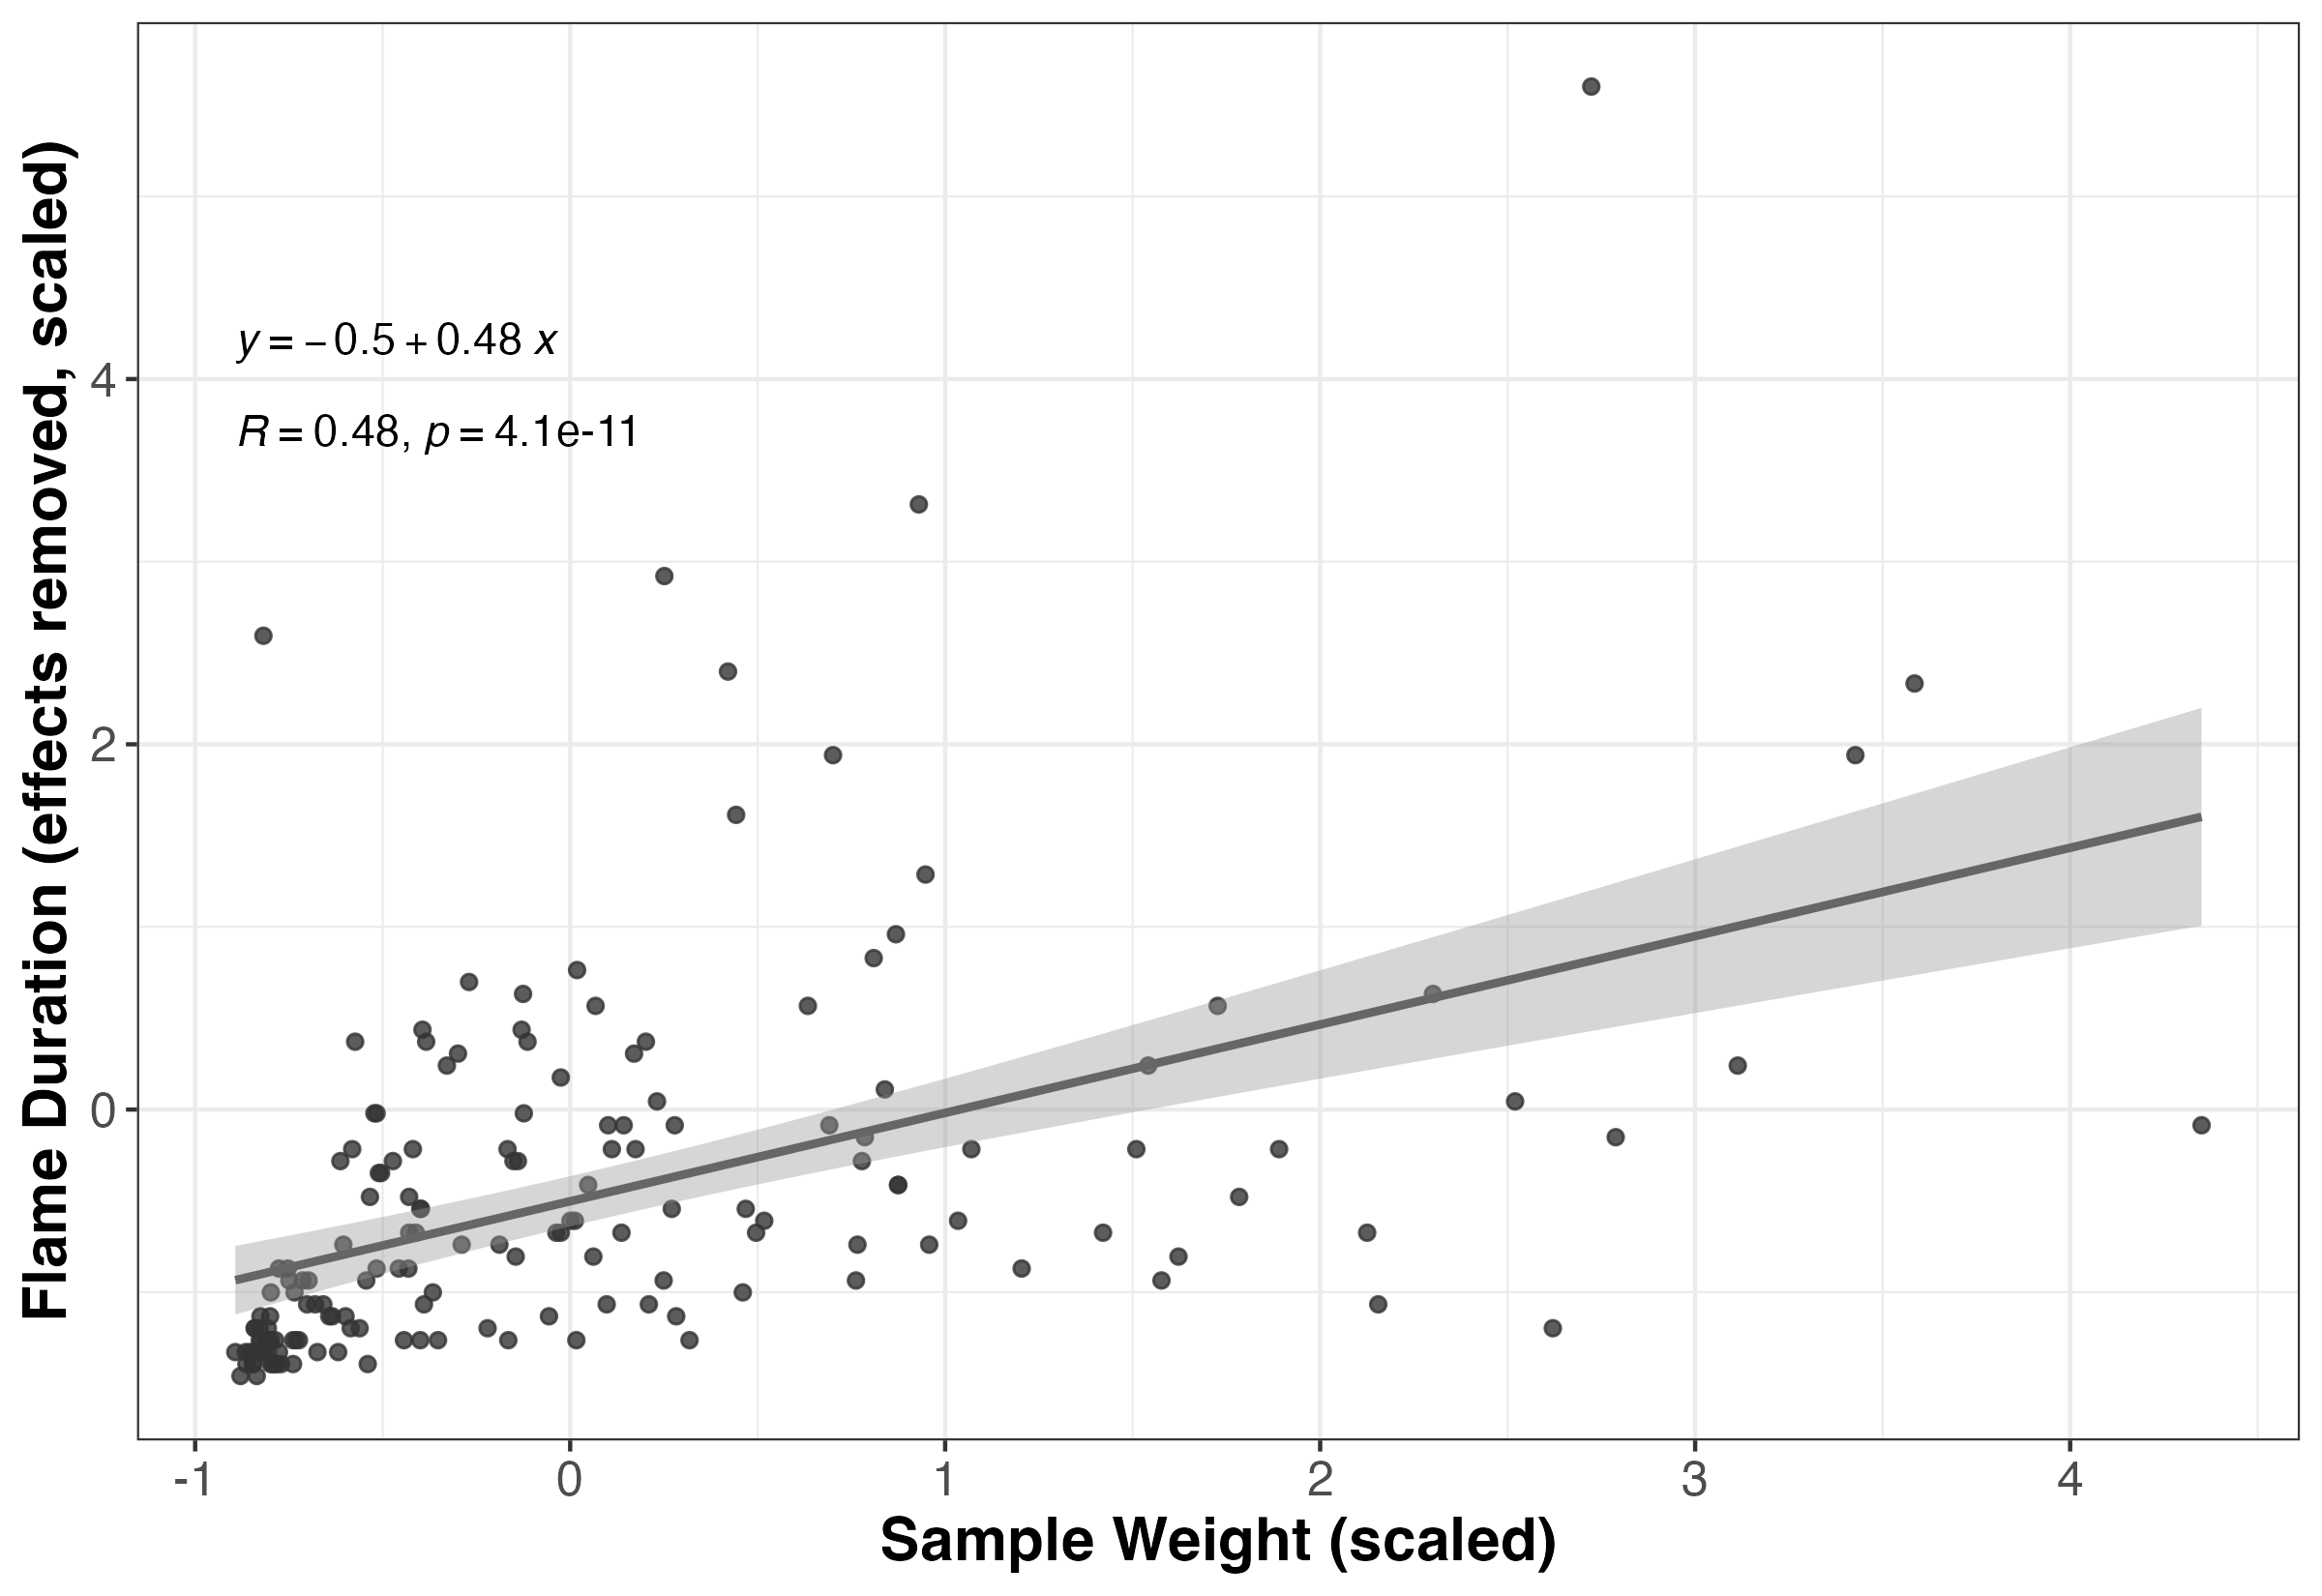 Flame Duration (effects removed, scaled)
y = − 0.5 + 0.48 x
R = 0.48, p = 4.1e-11
4
2
0
-1 0 1 2 3 4
Sample Weight (scaled)